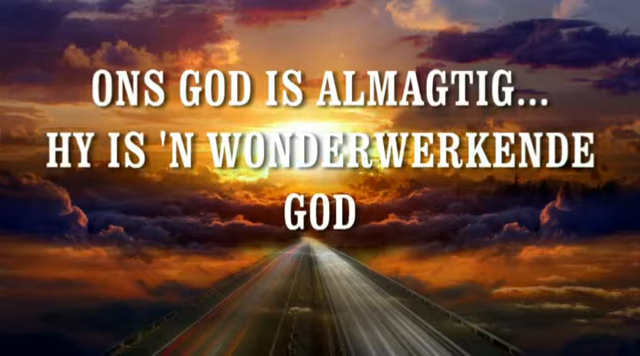 ONS GOD IS ALMAGTIG...
HY IS 'N WONDERWERKENDE
GOD